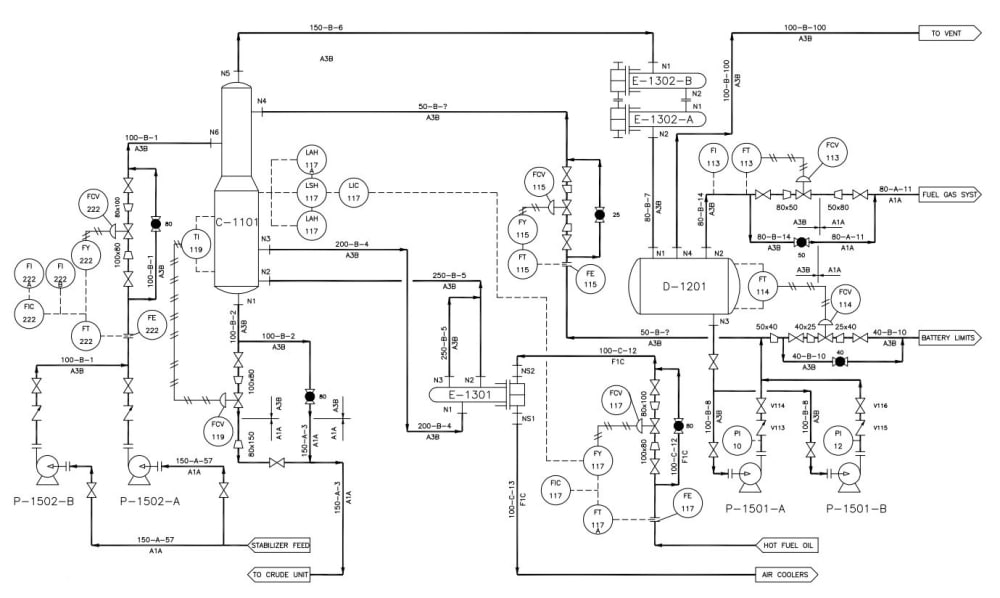 150-B-6
A3B
100-B-100
A3B
TO VENT
N5
N1
E-1302-B
N2
N1
E-1302-A
N2
100-B-100
A3B
N4
50-B-?
A3B
100-B-1
A3B
N6
LAH
117
A
LSH
117
LIC
117
LAH
117
FCV
115
25
FY
115
FT
115
FE
115
FI
113
FT
113
FCV
113
80-A-11
A1A
FUEL GAS SYST
80x50
50x80
A3B
A1A
80-B-14
A3B
80-A-11
A1A
50
80-B-7
A3B
80-B-14
A3B
FCV
222
80x100
80
FY
222
100x80
100-B-1
A3B
FI
222
A
FI
222
B
FIC
222
FT
222
FE
222
C-1101
TI
119
N3
200-B-4
A3B
N2
250-B-5
A3B
N1
N1
N4
N2
D-1201
N3
FT
114
A3B
A1A
FCV
114
50-B-?
A3B
50x40
40x25
25x40
40-B-10
A3B
BATTERY LIMITS
40-B-10
A3B
40
100-B-2
A3B
100-B-2
A3B
100x80
80
FCV
119
A3B
A1A
A3B
A1A
80x150
150-A-3
A1A
150-A-3
A1A
250-B-5
A3B
N3
N2
E-1301
N1
NS2
NS1
200-B-4
A3B
100-C-12
F1C
FCV
117
80x100
80
100x80
100-C-12
F1C
FY
117
FIC
117
FT
117
A
FE
117
100-C-13
F1C
100-B-1
A3B
150-A-57
A1A
P-1502-B
P-1502-A
150-A-57
A1A
STABILIZER FEED
TO CRUDE UNIT
HOT FUEL OIL
AIR COOLERS
100-B-8
A3B
100-B-8
A3B
V114
V113
V116
V115
PI
10
PI
12
P-1501-A
P-1501-B